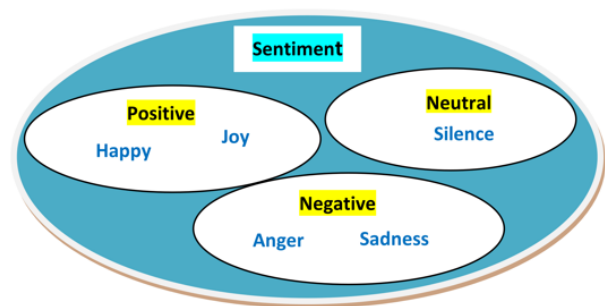 Sentiment
Positive
Happy Joy
Neutral
Silence
Negative
Anger Sadness